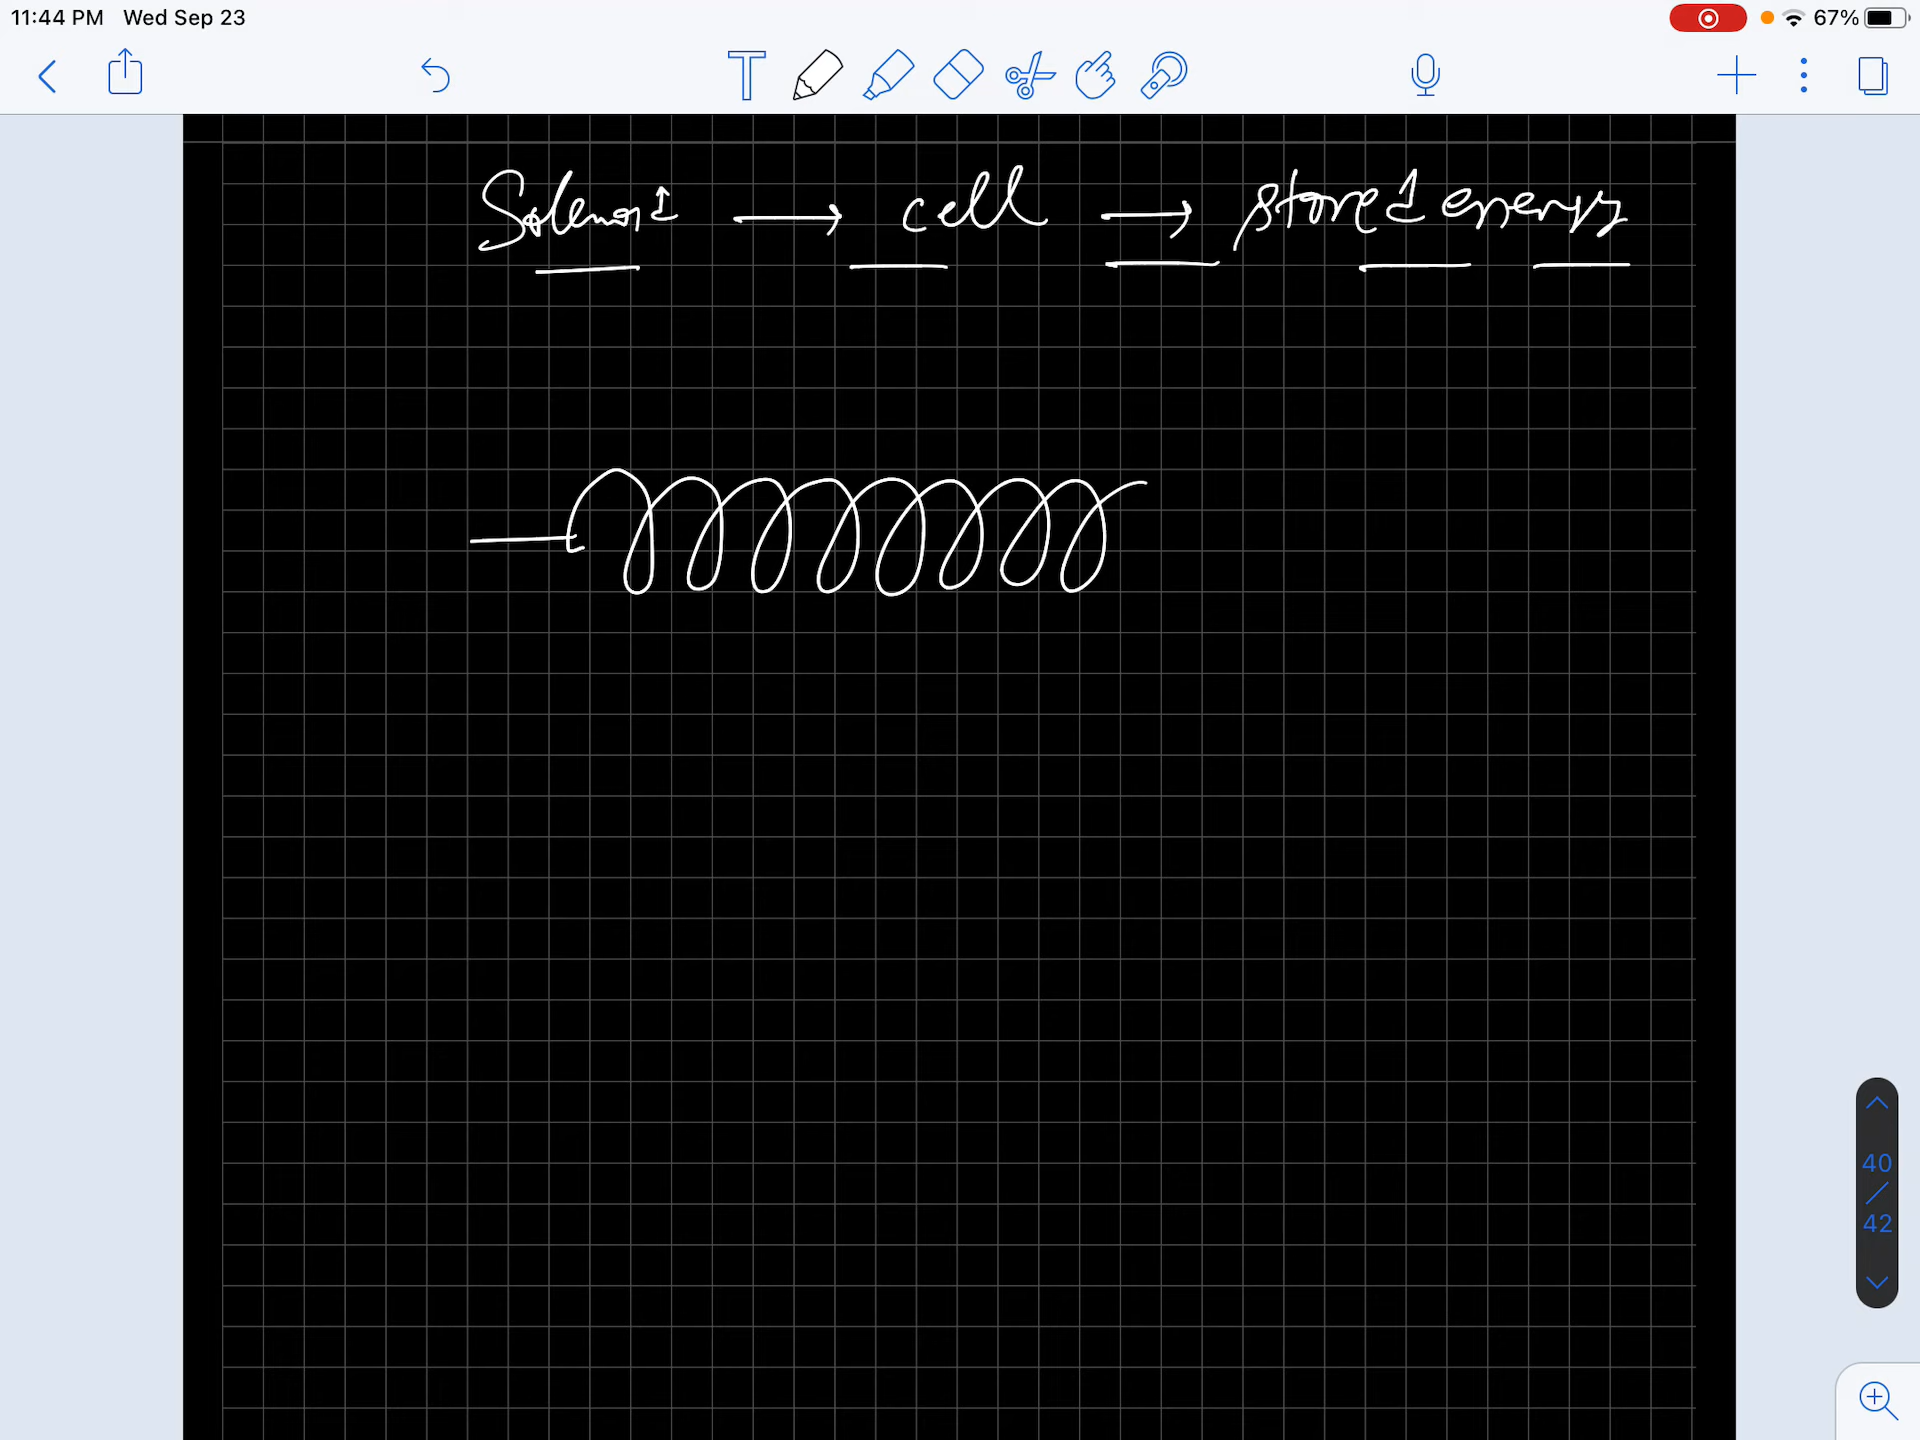 11:44 PM Wed Sep 23 67%
T
Solenoid → cell → stored energy
40
/
42